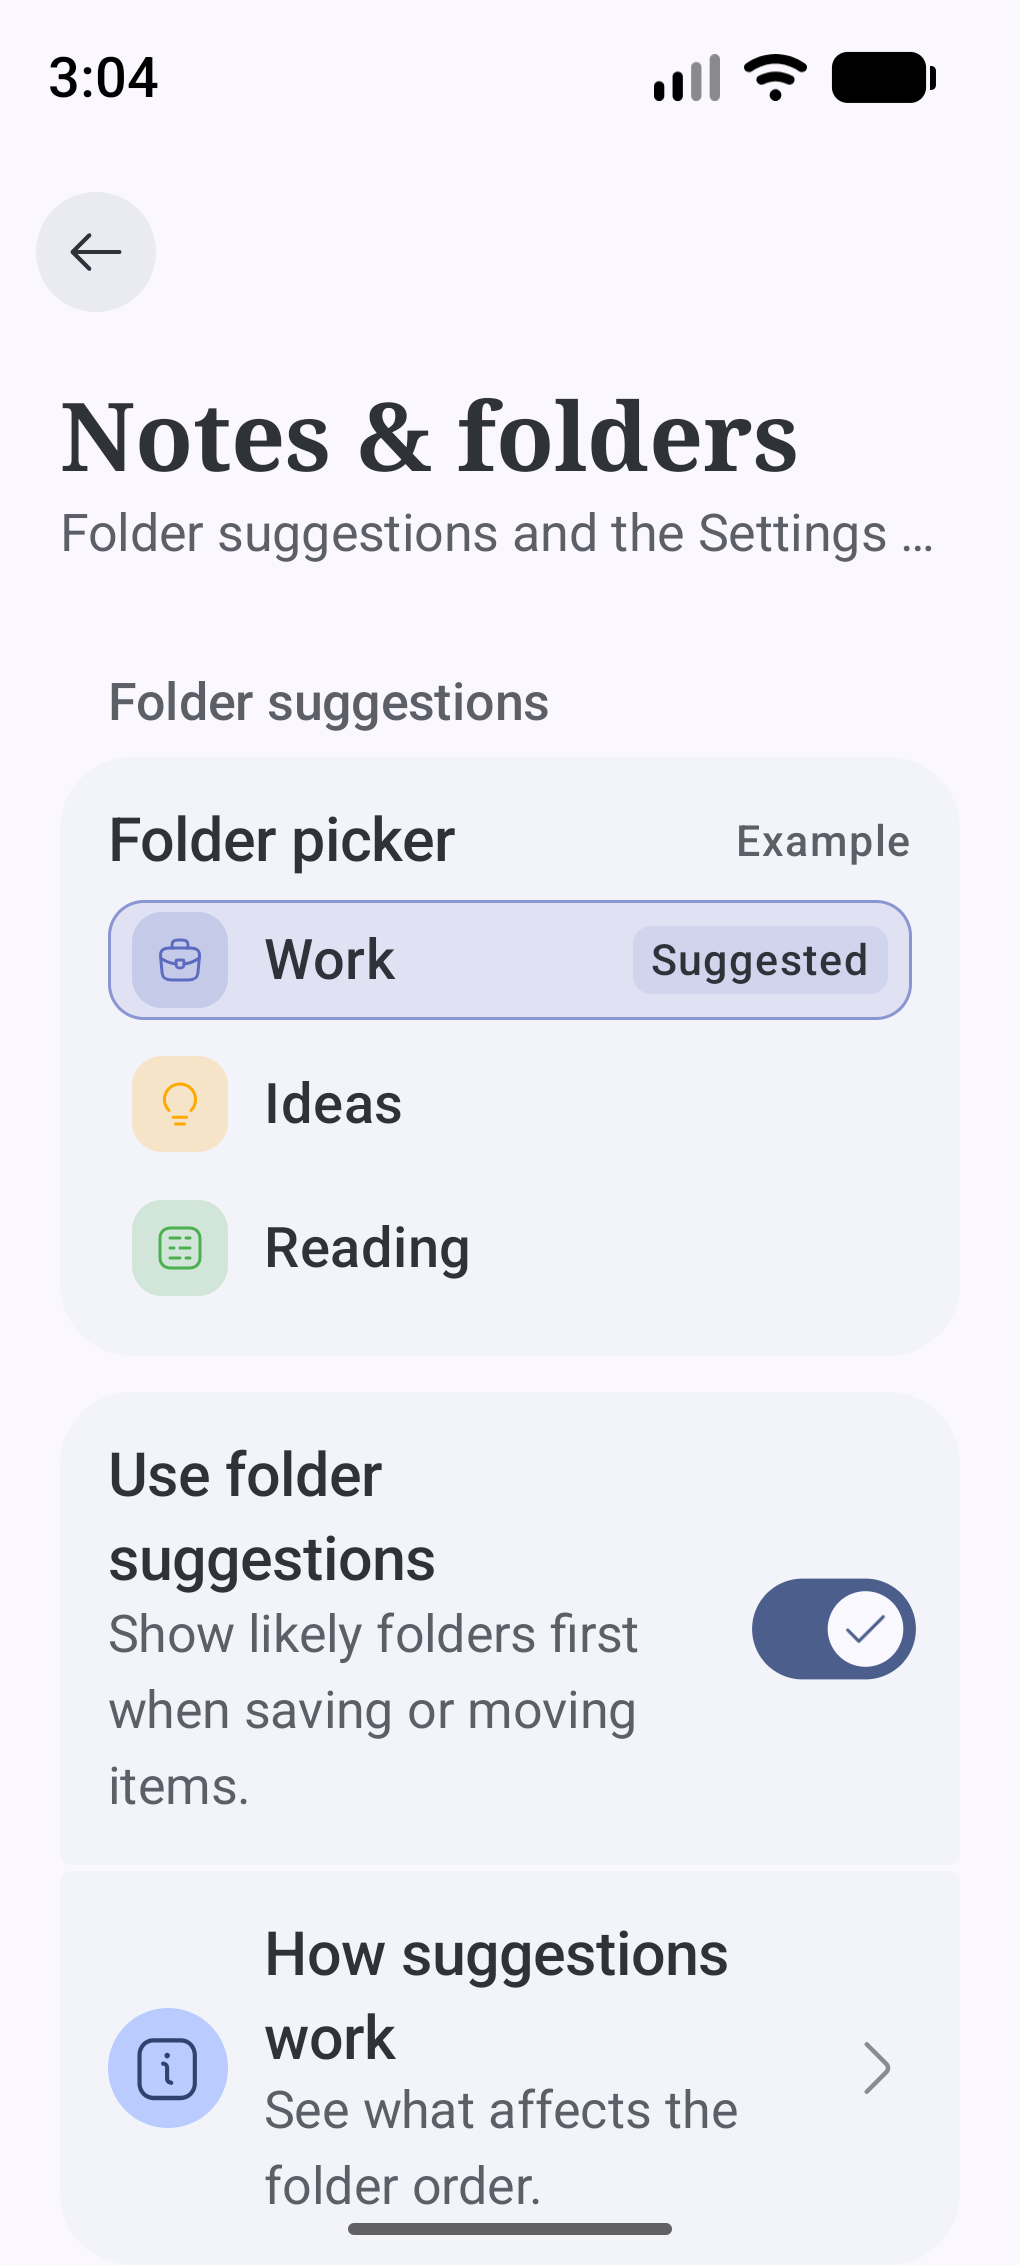 3:04
Notes & folders
Folder suggestions and the Settings ...
Folder suggestions
Folder picker
Example
Work
Suggested
Ideas
Reading
Use folder
suggestions
Show likely folders first
when saving or moving
items.
How suggestions
work
See what affects the
folder order.